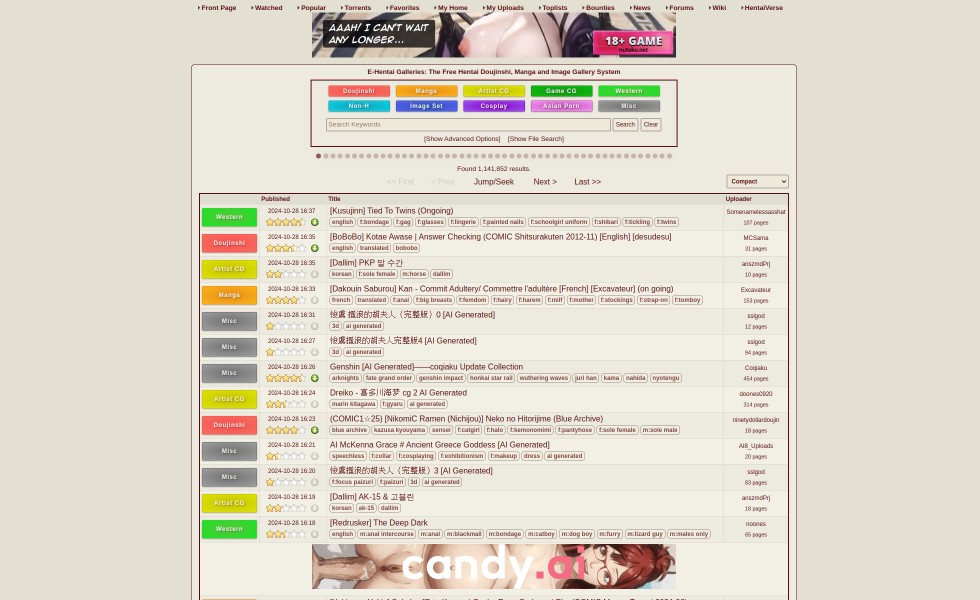 Front Page Watched Popular Torrents Favorites My Home My Uploads Toplists Bounties News Forums Wiki HentaiVerse
AAAH! I CAN'T WAIT
ANY LONGER...
18+ GAME
nutaku.net
E-Hentai Galleries: The Free Hentai Doujinshi, Manga and Image Gallery System
Doujinshi Manga Artist CG Game CG Western
Non-H Image Set Cosplay Asian Porn Misc
Search Keywords Search Clear
[Show Advanced Options] [Show File Search]
Found 1,141,852 results.
<< First < Prev Jump/Seek Next > Last >>
Compact
Published Title Uploader
Western 2024-10-28 16:37 [Kusujinn] Tied To Twins (Ongoing) Somenamelessasshat
english f:bondage f:gag f:glasses f:lingerie f:painted nails f:schoolgirl uniform f:shibari f:tickling f:twins 107 pages
Doujinshi 2024-10-28 16:35 [BoBoBo] Kotae Awase | Answer Checking (COMIC Shitsurakuten 2012-11) [English] [desudesu] MCSama
english translated bobobo 31 pages
Artist CG 2024-10-28 16:35 [Dallim] PKP 말 수간 anszmdPrj
korean f:sole female m:horse dallim 10 pages
Manga 2024-10-28 16:33 [Dakouin Saburou] Kan - Commit Adultery/ Commettre l'adultère [French] [Excavateur] (on going) Excavateur
french translated f:anal f:big breasts f:femdom f:hairy f:harem f:milf f:mother f:stockings f:strap-on f:tomboy 153 pages
Misc 2024-10-28 16:31 悛虞 搵浪的胡夫人（完整版）0 [AI Generated] ssigod
3d ai generated 12 pages
Misc 2024-10-28 16:27 悛虞搵浪的胡夫人完整版4 [AI Generated] ssigod
3d ai generated 94 pages
Misc 2024-10-28 16:26 Genshin [AI Generated]——coqiaku Update Collection Coqiaku
arknights fate grand order genshin impact honkai star rail wuthering waves juri han kama nahida nyotengu 454 pages
Artist CG 2024-10-28 16:24 Dreiko - 喜多川海梦 cg 2 AI Generated doones0920
marin kitagawa f:gyaru ai generated 314 pages
Doujinshi 2024-10-28 16:23 (COMIC1☆25) [NikomiC Ramen (Nichijou)] Neko no Hitorijime (Blue Archive) ninetydollardoujin
blue archive kazusa kyouyama sensei f:catgirl f:halo f:kemonomimi f:pantyhose f:sole female m:sole male 18 pages
Misc 2024-10-28 16:21 AI McKenna Grace # Ancient Greece Goddess [AI Generated] AI8_Uploads
speechless f:collar f:cosplaying f:exhibitionism f:makeup dress ai generated 20 pages
Misc 2024-10-28 16:20 悛虞搵浪的胡夫人（完整版）3 [AI Generated] ssigod
f:focus paizuri f:paizuri 3d ai generated 83 pages
Artist CG 2024-10-28 16:19 [Dallim] AK-15 & 고블린 anszmdPrj
korean ak-15 dallim 18 pages
Western 2024-10-28 16:18 [Redrusker] The Deep Dark noones
english m:anal intercourse m:anal m:blackmail m:bondage m:catboy m:dog boy m:furry m:lizard guy m:males only 65 pages
candy.ai